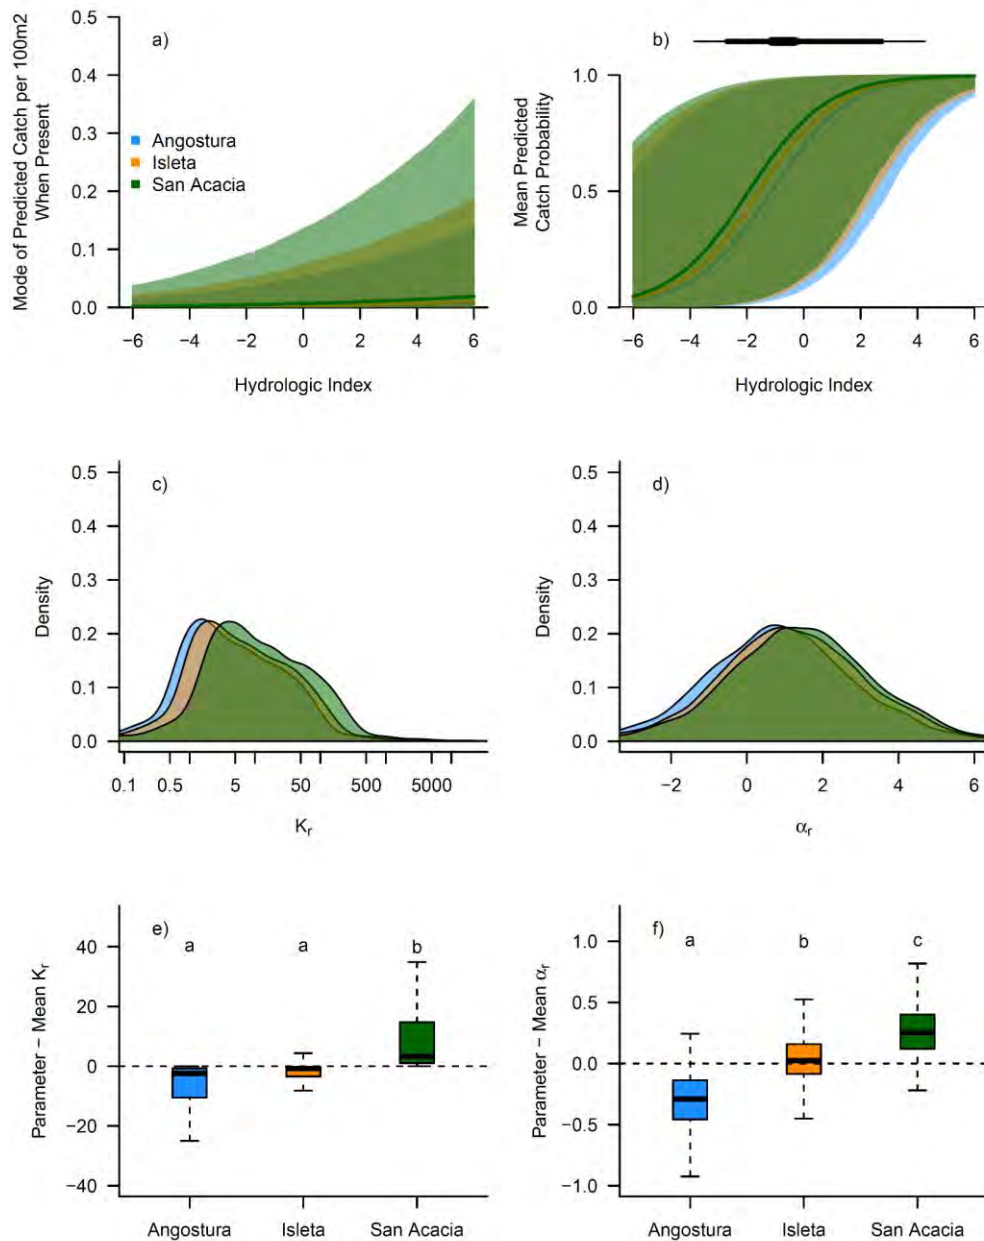 a)
Mode of Predicted Catch per 100m2
When Present
0.5
0.4
0.3
0.2
0.1
0.0
Angostura
Isleta
San Acacia
−6 −4 −2 0 2 4 6
Hydrologic Index
b)
Mean Predicted
Catch Probability
1.0
0.5
0.0
−6 −4 −2 0 2 4 6
Hydrologic Index
c)
Density
0.5
0.4
0.3
0.2
0.1
0.0
0.1 0.5 5 50 500 5000
Kr
d)
Density
0.5
0.4
0.3
0.2
0.1
0.0
−2 0 2 4 6
αr
e)
Parameter − Mean Kr
40
20
0
−20
−40
a a b
Angostura Isleta San Acacia
f)
Parameter − Mean αr
1.0
0.5
0.0
−0.5
−1.0
a b c
Angostura Isleta San Acacia